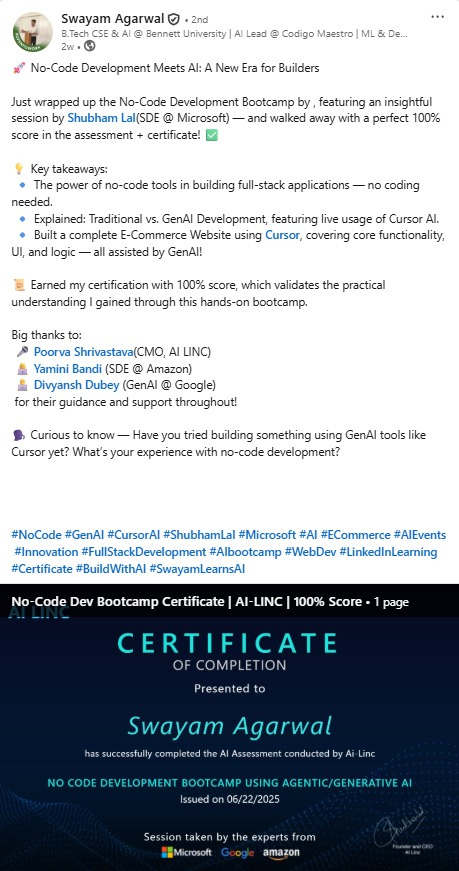 Swayam Agarwal • 2nd
B.Tech CSE & AI @ Bennett University | AI Lead @ Codigo Maestro | ML & De...
2w •
🚀 No-Code Development Meets AI: A New Era for Builders
Just wrapped up the No-Code Development Bootcamp by , featuring an insightful
session by Shubham Lal(SDE @ Microsoft) — and walked away with a perfect 100%
score in the assessment + certificate! ✅
💡 Key takeaways:
🔹 The power of no-code tools in building full-stack applications — no coding
needed.
🔹 Explained: Traditional vs. GenAI Development, featuring live usage of Cursor AI.
🔹 Built a complete E-Commerce Website using Cursor, covering core functionality,
UI, and logic — all assisted by GenAI!
📜 Earned my certification with 100% score, which validates the practical
understanding I gained through this hands-on bootcamp.
Big thanks to:
🎤 Poorva Shrivastava(CMO, AI LINC)
Yamini Bandi (SDE @ Amazon)
Divyansh Dubey (GenAI @ Google)
for their guidance and support throughout!
🗣️ Curious to know — Have you tried building something using GenAI tools like
Cursor yet? What's your experience with no-code development?
#NoCode #GenAI #CursorAI #ShubhamLal #Microsoft #AI #ECommerce #AIEvents
#Innovation #FullStackDevelopment #AIbootcamp #WebDev #LinkedInLearning
#Certificate #BuildWithAI #SwayamLearnsAI
No-Code Dev Bootcamp Certificate | AI-LINC | 100% Score • 1 page
AI LINC
CERTIFICATE
OF COMPLETION
Presented to
Swayam Agarwal
has successfully completed the AI Assessment conducted by Ai-Linc
NO CODE DEVELOPMENT BOOTCAMP USING AGENTIC/GENERATIVE AI
Issued on 06/22/2025
Session taken by the experts from
Microsoft Google amazon
Founder and CEO
AI Linc